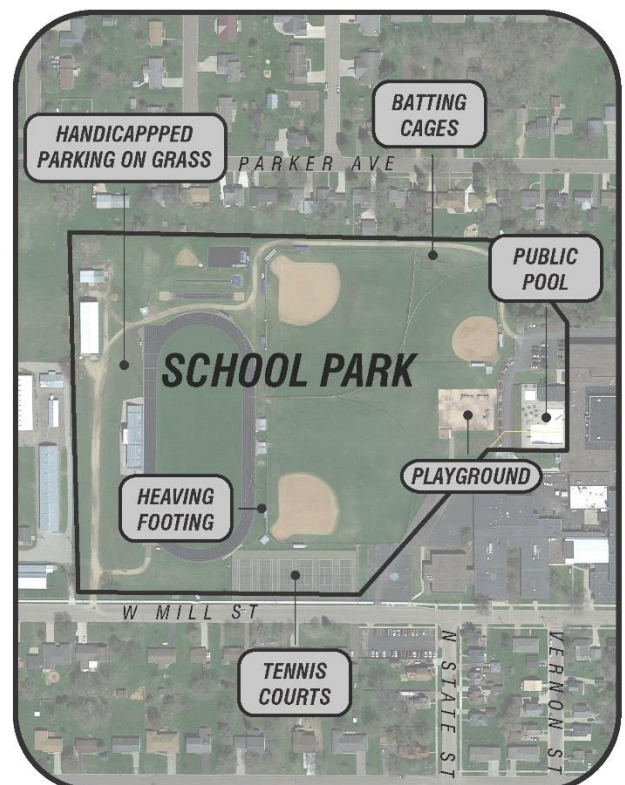 BATTING
CAGES
HANDICAPPPED
PARKING ON GRASS
PARKER AVE
PUBLIC
POOL
SCHOOL PARK
PLAYGROUND
HEAVING
FOOTING
W MILL ST
TENNIS
COURTS
N STATE ST
VERNON ST